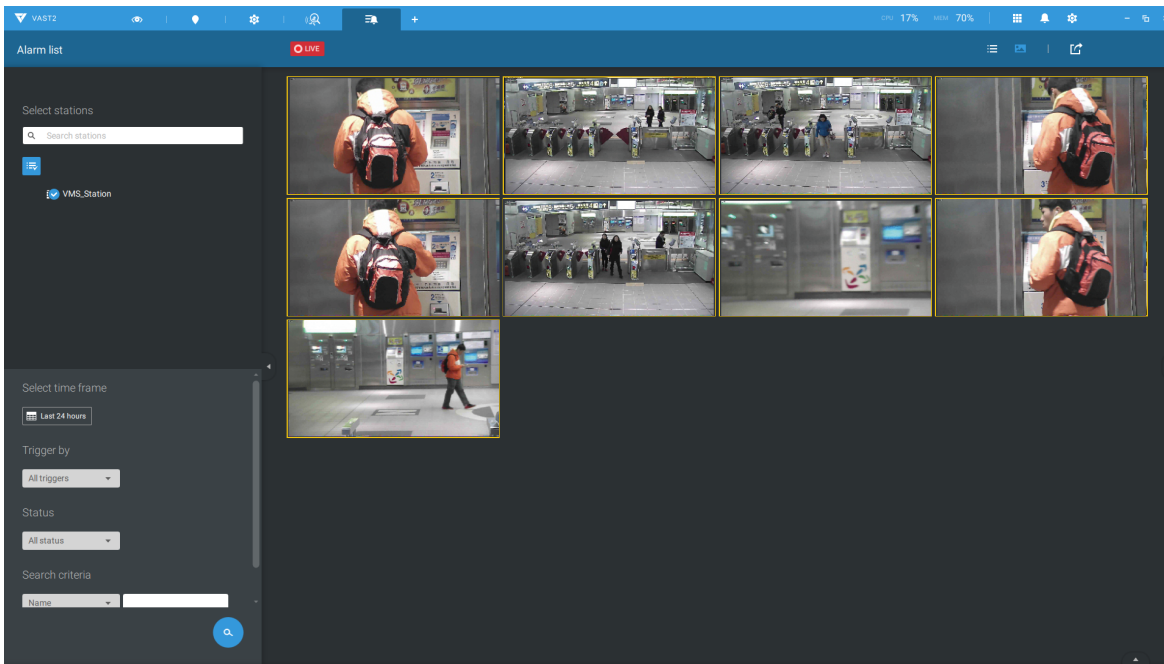 VAST2
CPU 17% MEM 70%
Alarm list
LIVE
Select stations
Search stations
VMS_Station
Select time frame
Last 24 hours
Trigger by
All triggers
Status
All status
Search criteria
Name